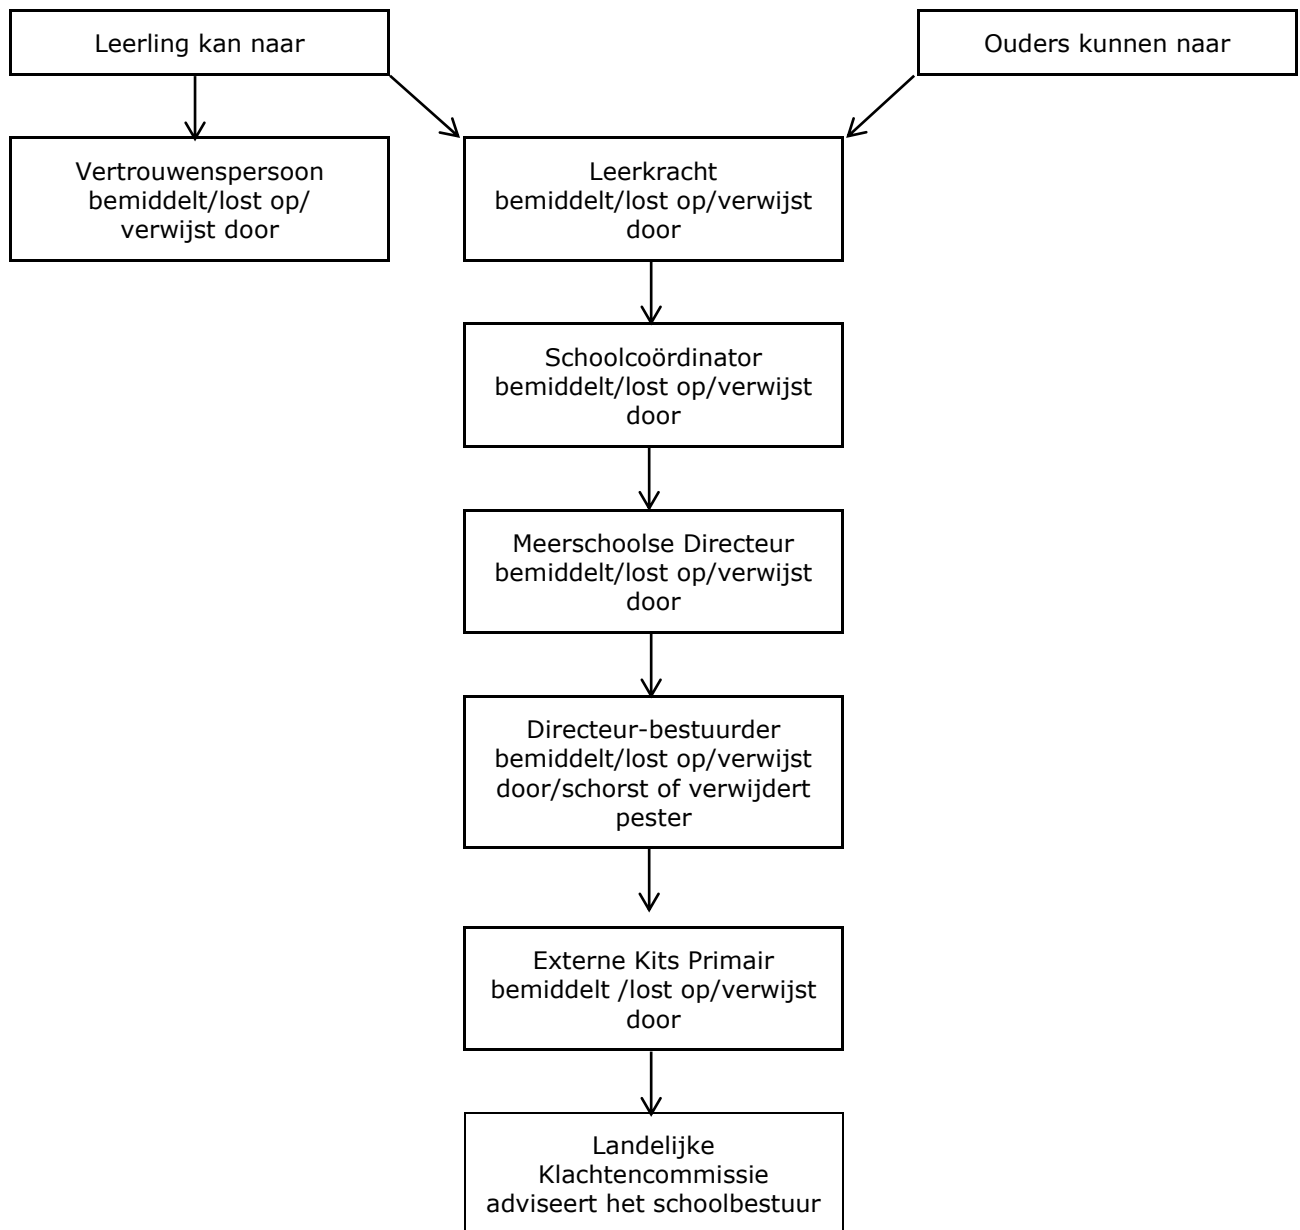 Leerling kan naar
Ouders kunnen naar
Vertrouwenspersoon
bemiddelt/lost op/
verwijst door
Leerkracht
bemiddelt/lost op/verwijst
door
Schoolcoördinator
bemiddelt/lost op/verwijst
door
Meerschoolse Directeur
bemiddelt/lost op/verwijst
door
Directeur-bestuurder
bemiddelt/lost op/verwijst
door/schorst of verwijdert
pester
Externe Kits Primair
bemiddelt /lost op/verwijst
door
Landelijke
Klachtencommissie
adviseert het schoolbestuur